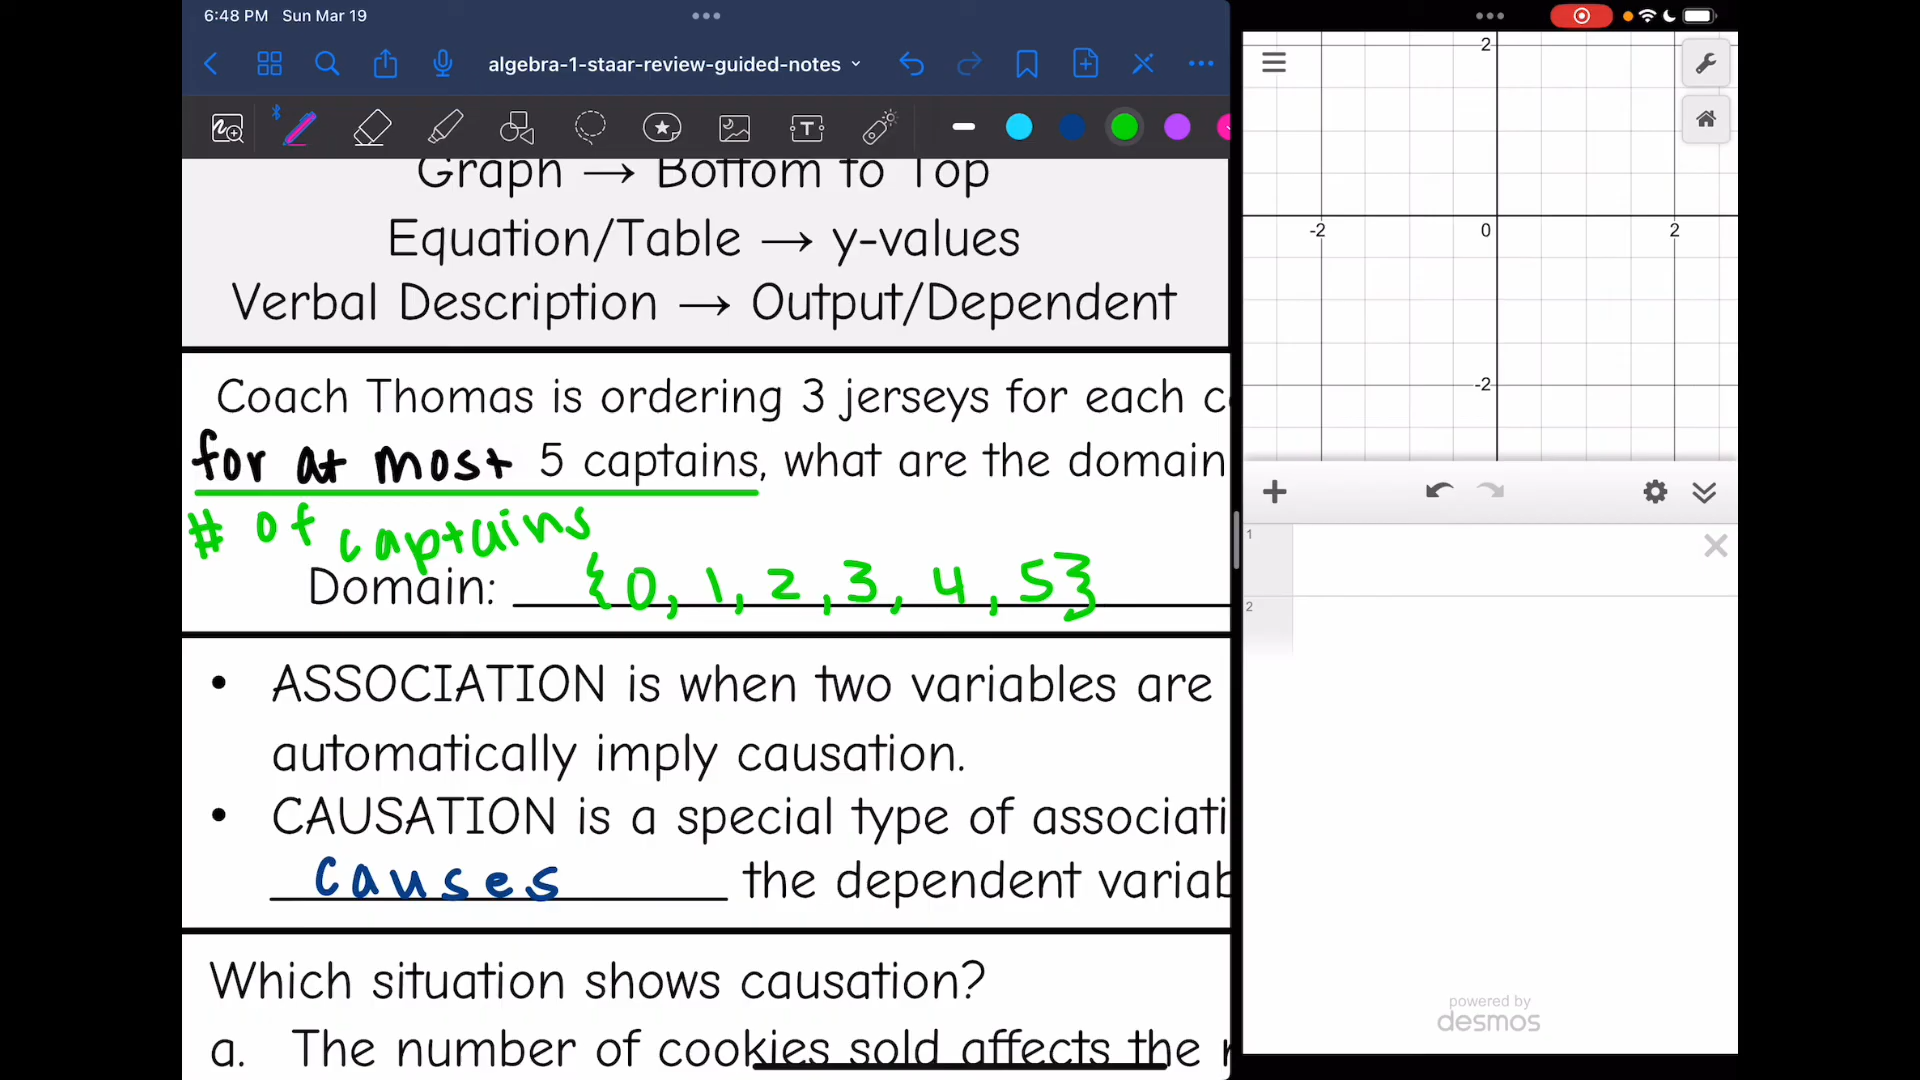 6:48 PM Sun Mar 19
algebra-1-staar-review-guided-notes
T
Graph → Bottom to Top
Equation/Table → y-values
Verbal Description → Output/Dependent
Coach Thomas is ordering 3 jerseys for each c
for at most 5 captains, what are the domain
# of captains
Domain: {0, 1, 2, 3, 4, 5}
• ASSOCIATION is when two variables are
automatically imply causation.
• CAUSATION is a special type of associati
causes the dependent variab
Which situation shows causation?
a. The number of cookies sold affects the
2
-2 0 2
-2
1
2
powered by
desmos